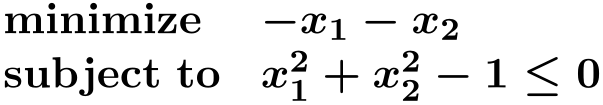 minimize −x₁ − x₂
subject to x₁² + x₂² − 1 ≤ 0